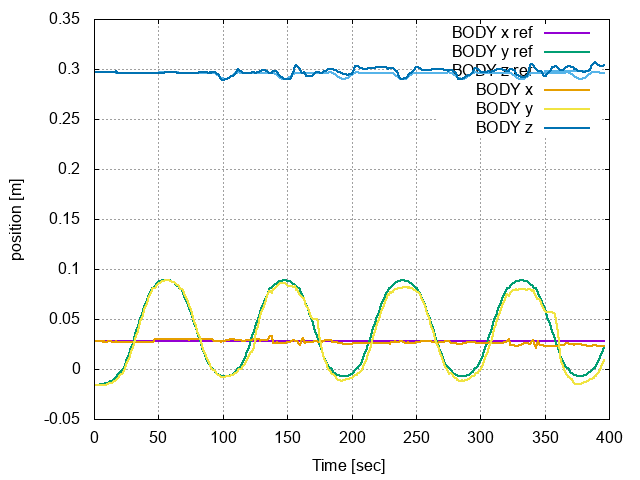 0.35
0.3
0.25
0.2
0.15
0.1
0.05
0
-0.05
0 50 100 150 200 250 300 350 400
position [m]
Time [sec]
BODY x ref
BODY y ref
BODY z ref
BODY x
BODY y
BODY z